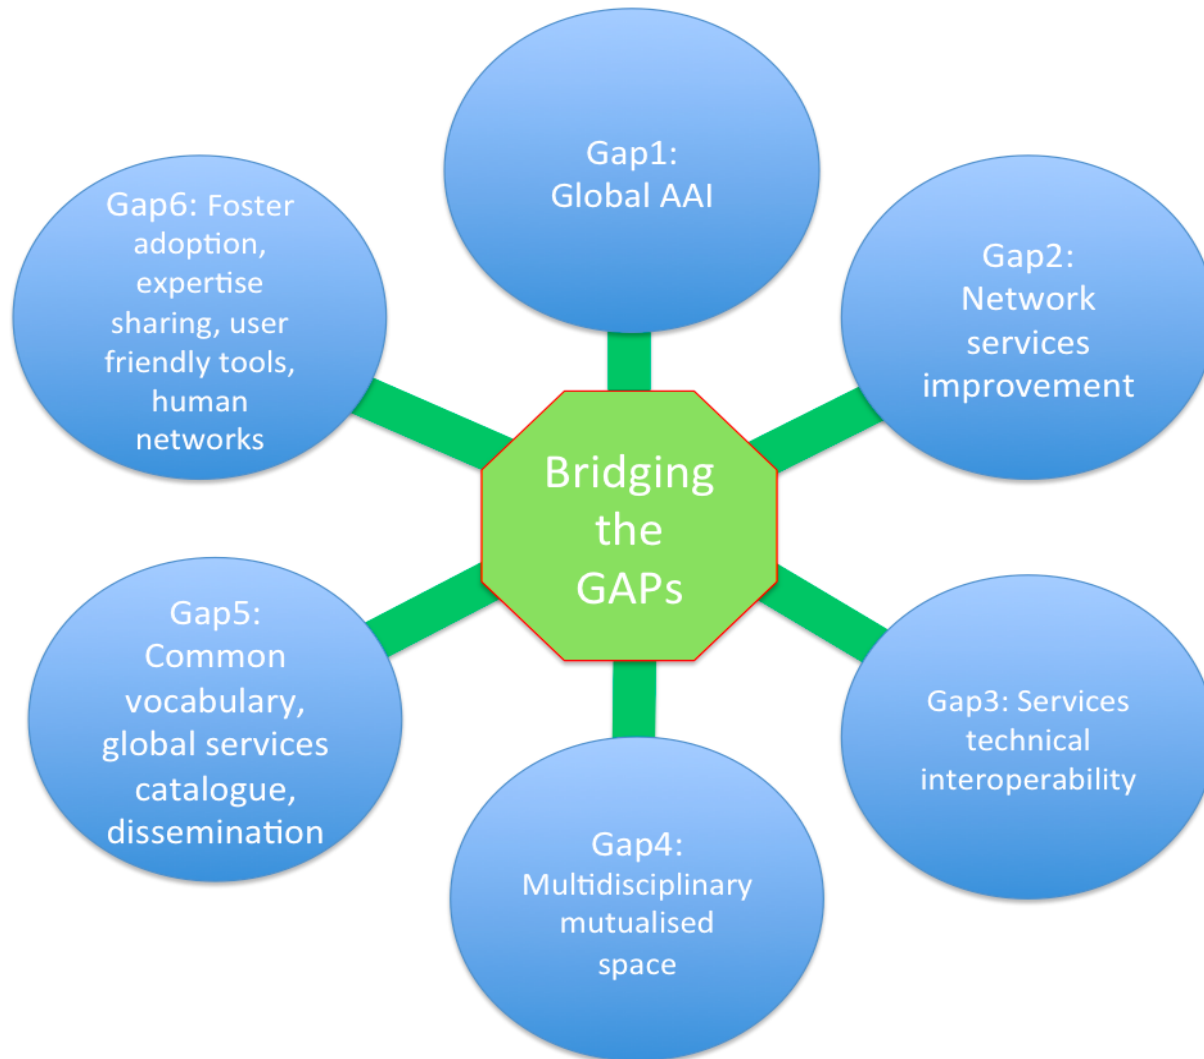 Gap1:
Global AAI
Gap2:
Network
services
improvement
Gap3: Services
technical
interoperability
Gap4:
Multidisciplinary
mutualised
space
Gap5:
Common
vocabulary,
global services
catalogue,
dissemination
Gap6: Foster
adoption,
expertise
sharing, user
friendly tools,
human
networks
Bridging
the
GAPs